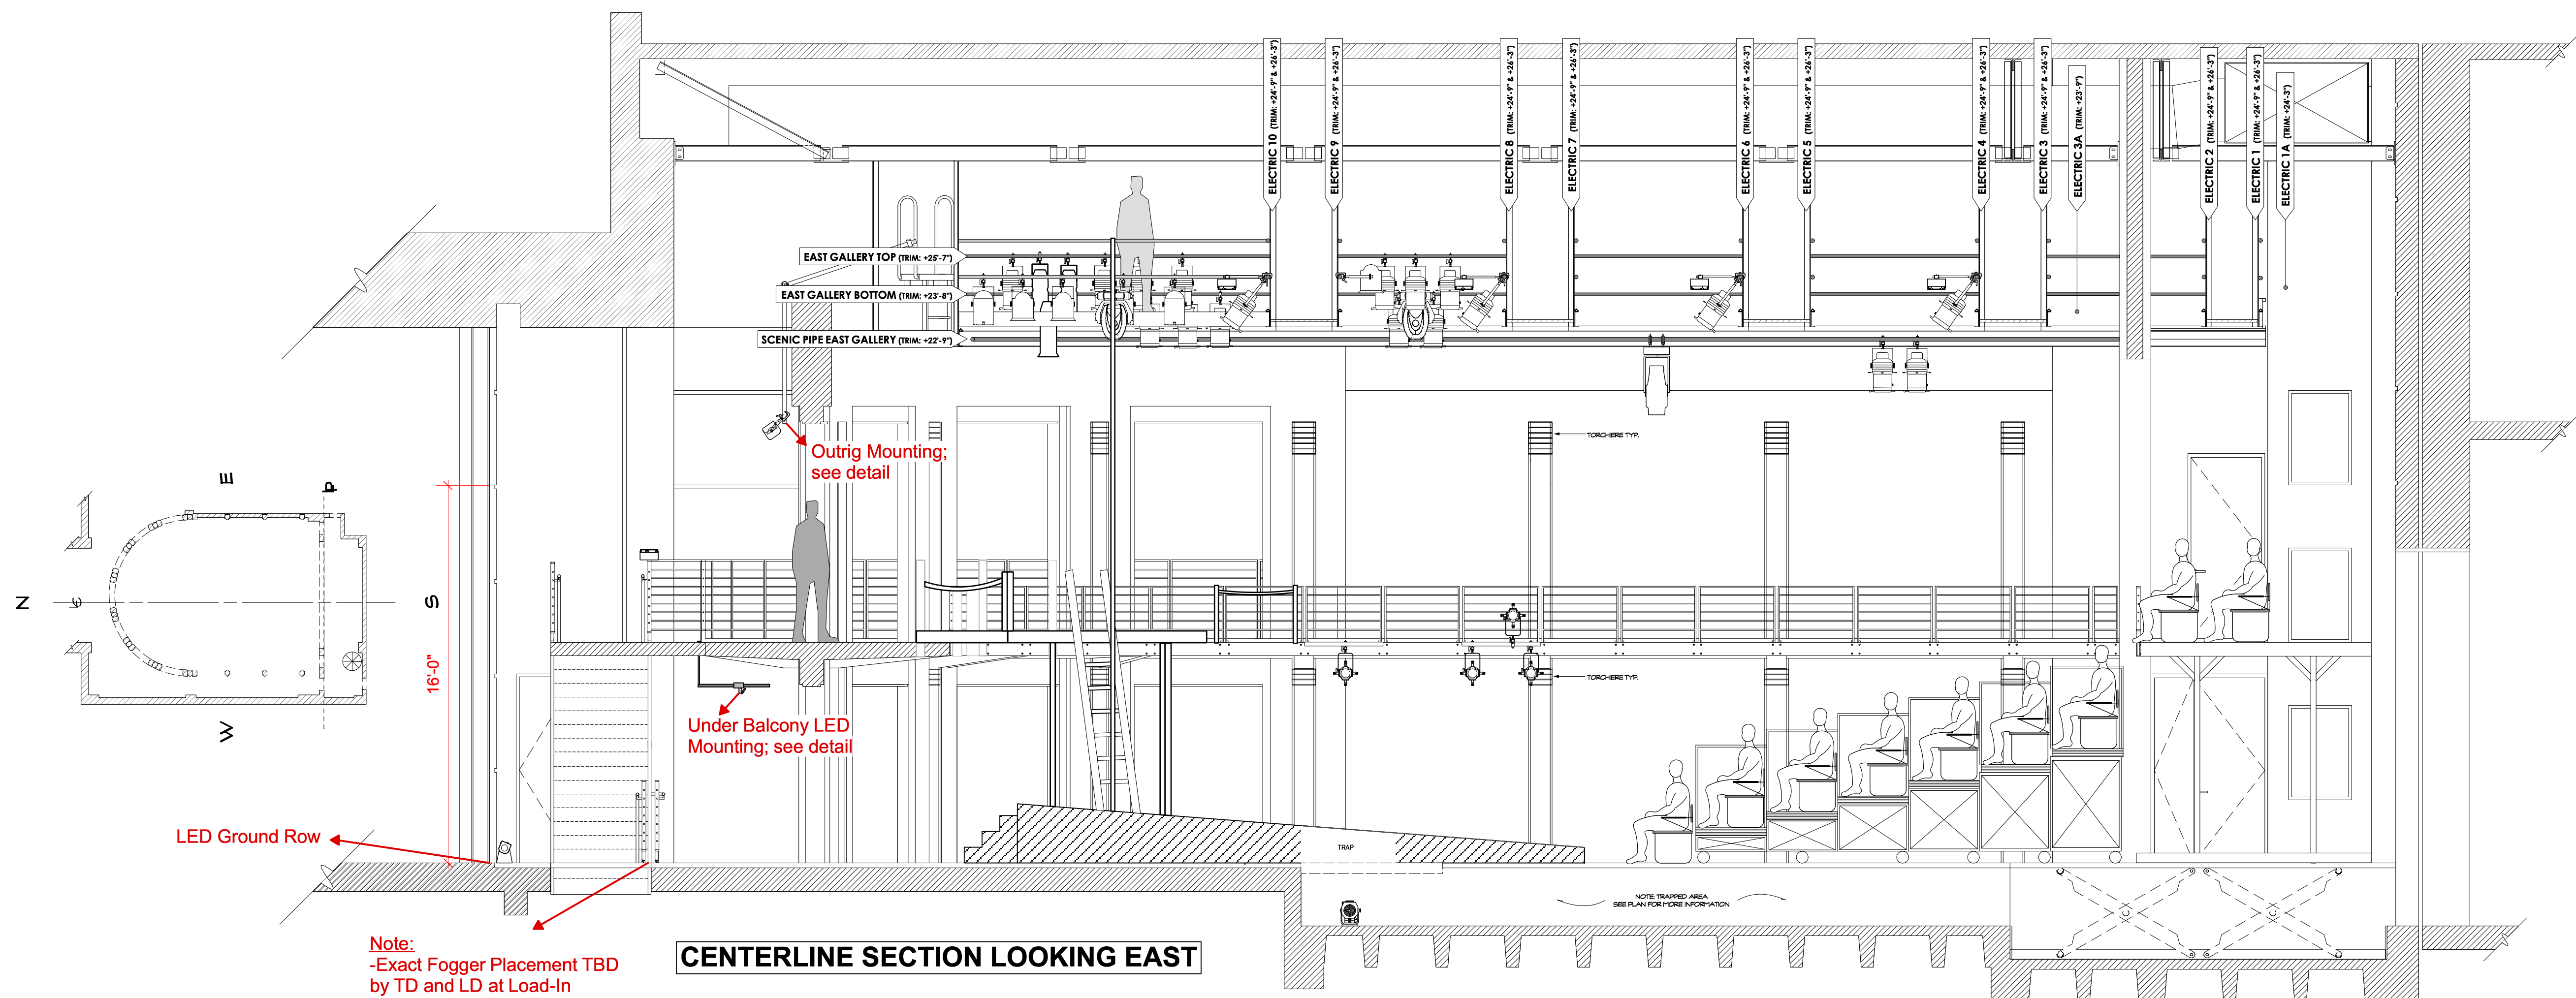 ELECTRIC 10 (TRIM: +24'-9" & +26'-3")
ELECTRIC 9 (TRIM: +24'-9" & +26'-3")
ELECTRIC 8 (TRIM: +24'-9" & +26'-3")
ELECTRIC 7 (TRIM: +24'-9" & +26'-3")
ELECTRIC 6 (TRIM: +24'-9" & +26'-3")
ELECTRIC 5 (TRIM: +24'-9" & +26'-3")
ELECTRIC 4 (TRIM: +24'-9" & +26'-3")
ELECTRIC 3 (TRIM: +24'-9" & +26'-3")
ELECTRIC 3A (TRIM: +23'-9")
ELECTRIC 2 (TRIM: +24'-9" & +26'-3")
ELECTRIC 1 (TRIM: +24'-9" & +26'-3")
ELECTRIC 1A (TRIM: +24'-3")
EAST GALLERY TOP (TRIM: +25'-7")
EAST GALLERY BOTTOM (TRIM: +23'-8")
SCENIC PIPE EAST GALLERY (TRIM: +22'-9")
Outrig Mounting;
see detail
TORCHERE TYP.
E
N
S
W
16'-0"
TORCHERE TYP.
Under Balcony LED
Mounting; see detail
LED Ground Row
TRAP
NOTE: TRAPPED AREA
SEE PLAN FOR MORE INFORMATION
Note:
-Exact Fogger Placement TBD
by TD and LD at Load-In
CENTERLINE SECTION LOOKING EAST